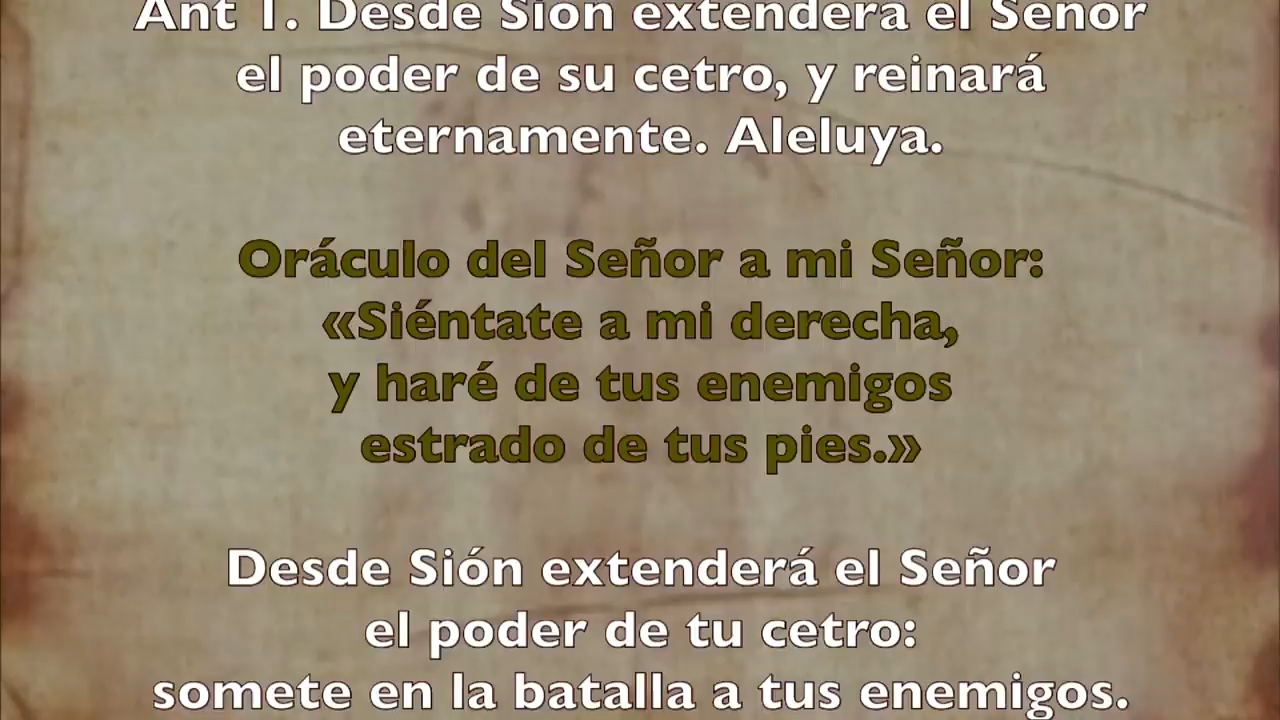 Ant 1. Desde Sión extenderá el Señor
el poder de su cetro, y reinará
eternamente. Aleluya.
Oráculo del Señor a mi Señor:
«Siéntate a mi derecha,
y haré de tus enemigos
estrado de tus pies.»
Desde Sión extenderá el Señor
el poder de tu cetro:
somete en la batalla a tus enemigos.